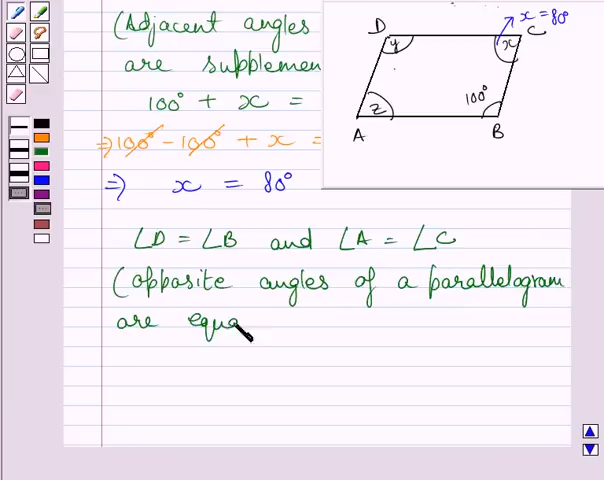 (Adjacent angles
are supplemen
100° + x =
⇒ 100° - 100° + x =
⇒ x = 80°
∠D = ∠B and ∠A = ∠C
(opposite angles of a parallelogram
are equa
x = 80°
D C
y x
100°
z
A B